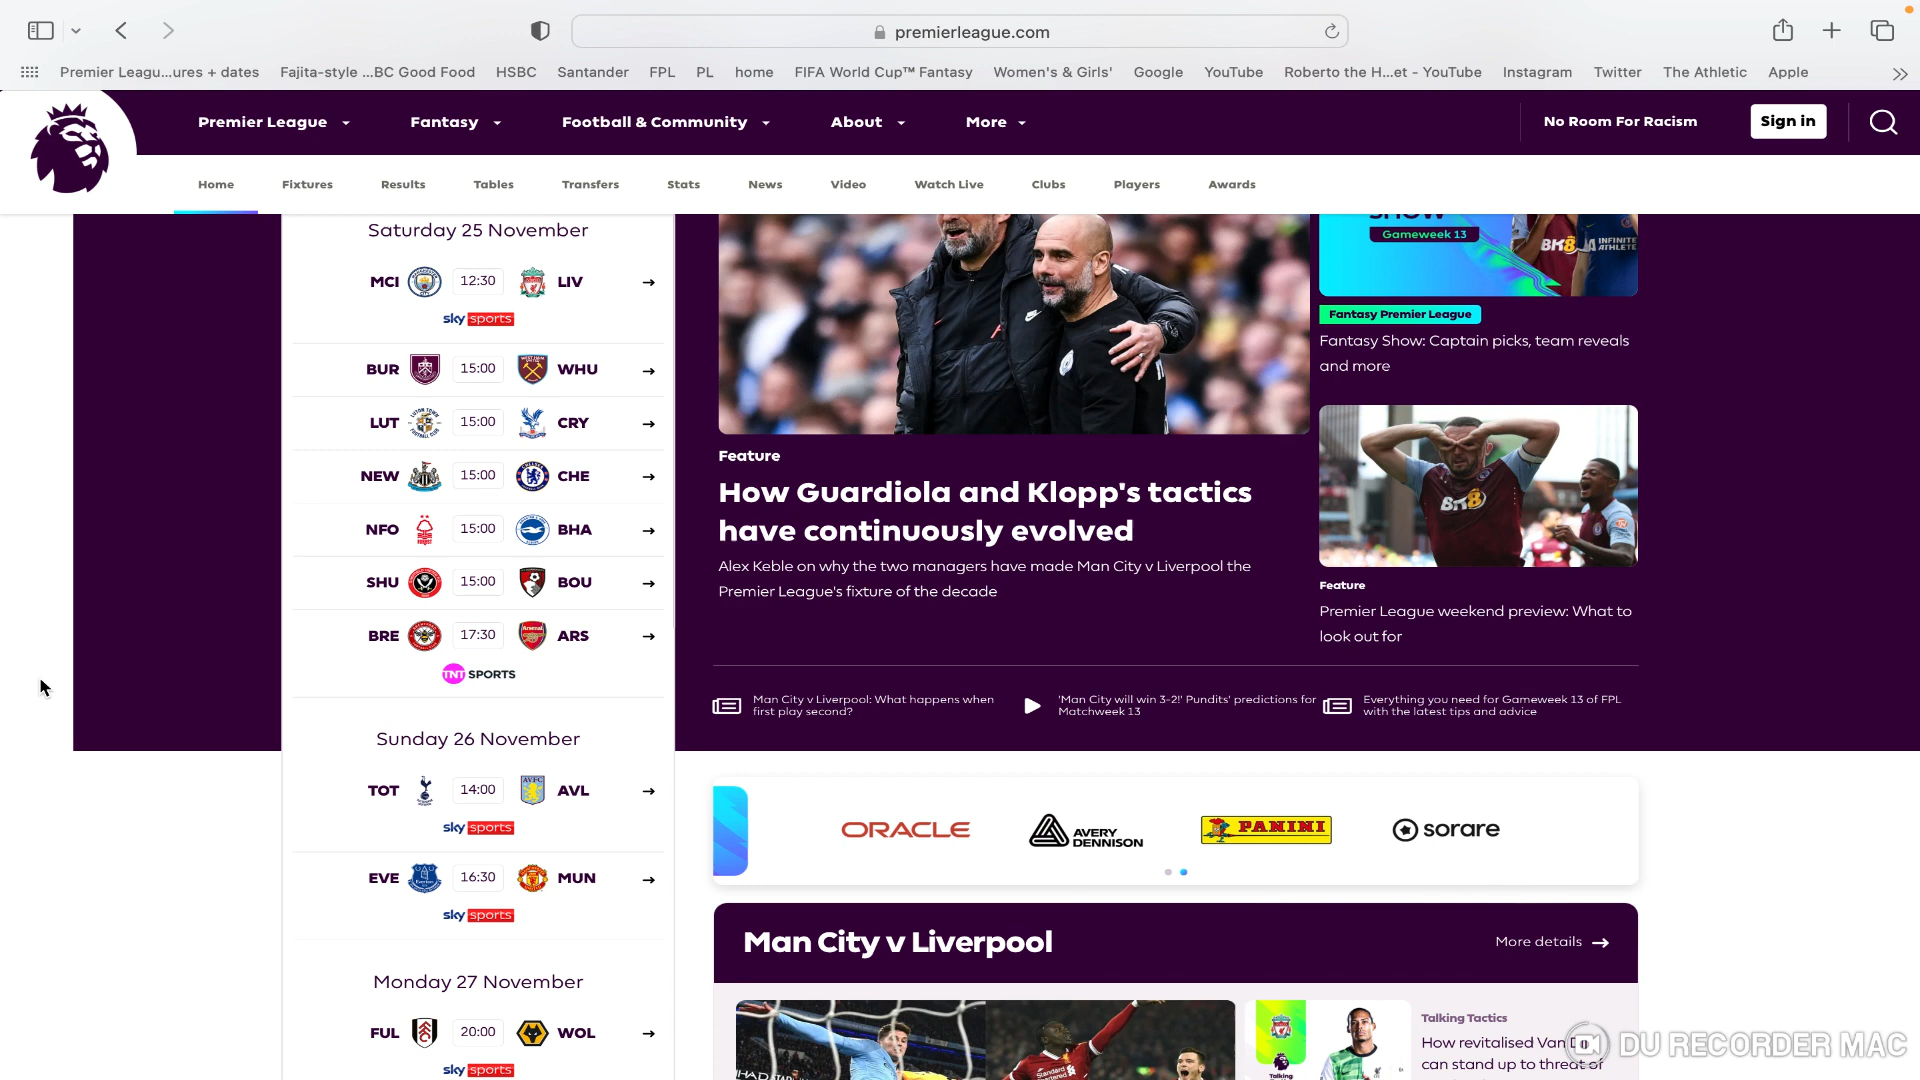 premierleague.com
Premier Leagu...ures + dates Fajita-style ...BC Good Food HSBC Santander FPL PL home FIFA World Cup™ Fantasy Women's & Girls' Google YouTube Roberto the H...et - YouTube Instagram Twitter The Athletic Apple
Premier League Fantasy Football & Community About More No Room For Racism Sign in
Home Fixtures Results Tables Transfers Stats News Video Watch Live Clubs Players Awards
Saturday 25 November
MCI 12:30 LIV
sky sports
BUR 15:00 WHU
LUT 15:00 CRY
NEW 15:00 CHE
NFO 15:00 BHA
SHU 15:00 BOU
BRE 17:30 ARS
TNT SPORTS
Sunday 26 November
TOT 14:00 AVL
sky sports
EVE 16:30 MUN
sky sports
Monday 27 November
FUL 20:00 WOL
sky sports
Feature
How Guardiola and Klopp's tactics
have continuously evolved
Alex Keble on why the two managers have made Man City v Liverpool the
Premier League's fixture of the decade
Gameweek 13
BK8
INFINITE
ATHLETE
Fantasy Premier League
Fantasy Show: Captain picks, team reveals
and more
BK8
Feature
Premier League weekend preview: What to
look out for
Man City v Liverpool: What happens when
first play second?
'Man City will win 3-2!' Pundits' predictions for
Matchweek 13
Everything you need for Gameweek 13 of FPL
with the latest tips and advice
ORACLE
AVERY
DENNISON
PANINI
sorare
Man City v Liverpool
More details
Standard
Chartered
Talking
Talking Tactics
How revitalised Van Di
can stand up to threat of
DU RECORDER MAC